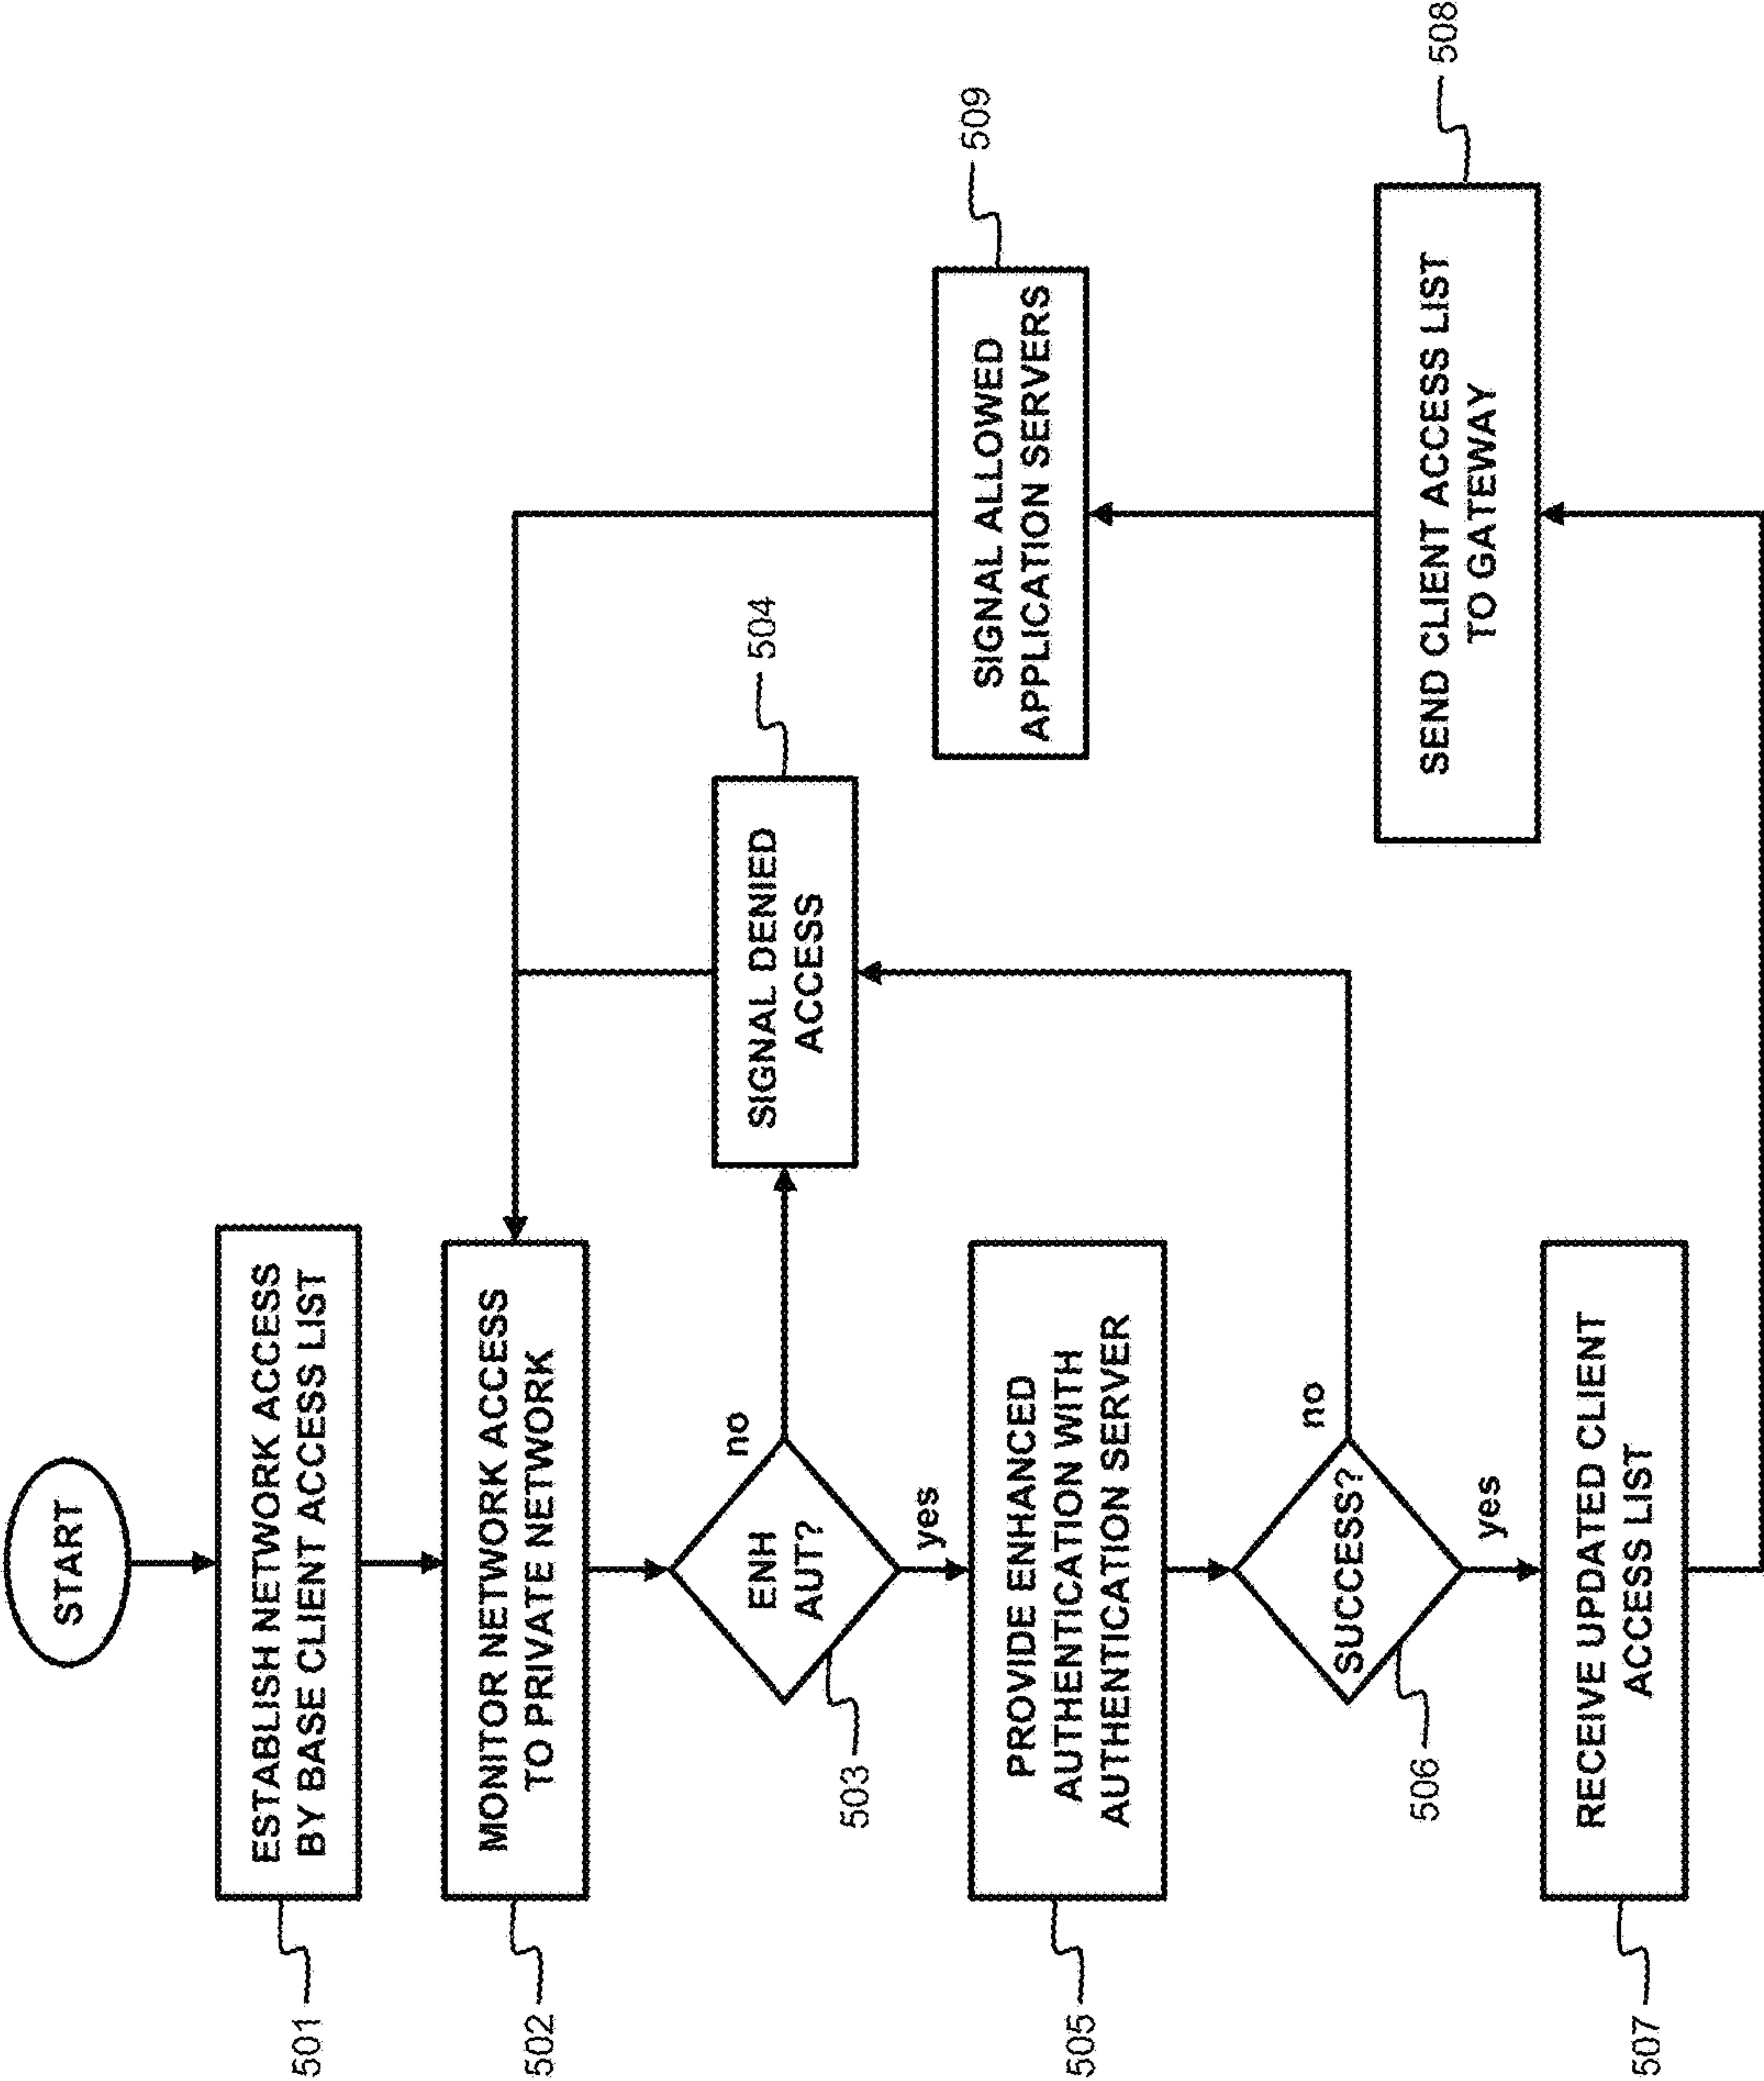 START
ESTABLISH NETWORK ACCESS
BY BASE CLIENT ACCESS LIST
501
MONITOR NETWORK ACCESS
TO PRIVATE NETWORK
502
ENH
AUT?
no
yes
503
SIGNAL DENIED
ACCESS
504
PROVIDE ENHANCED
AUTHENTICATION WITH
AUTHENTICATION SERVER
505
SUCCESS?
no
yes
506
RECEIVE UPDATED CLIENT
ACCESS LIST
507
SEND CLIENT ACCESS LIST
TO GATEWAY
508
SIGNAL ALLOWED
APPLICATION SERVERS
509